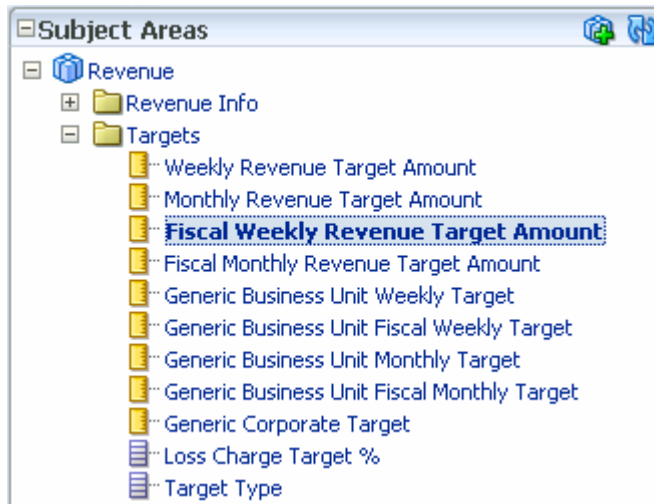 Subject Areas
Revenue
Revenue Info
Targets
Weekly Revenue Target Amount
Monthly Revenue Target Amount
Fiscal Weekly Revenue Target Amount
Fiscal Monthly Revenue Target Amount
Generic Business Unit Weekly Target
Generic Business Unit Fiscal Weekly Target
Generic Business Unit Monthly Target
Generic Business Unit Fiscal Monthly Target
Generic Corporate Target
Loss Charge Target %
Target Type